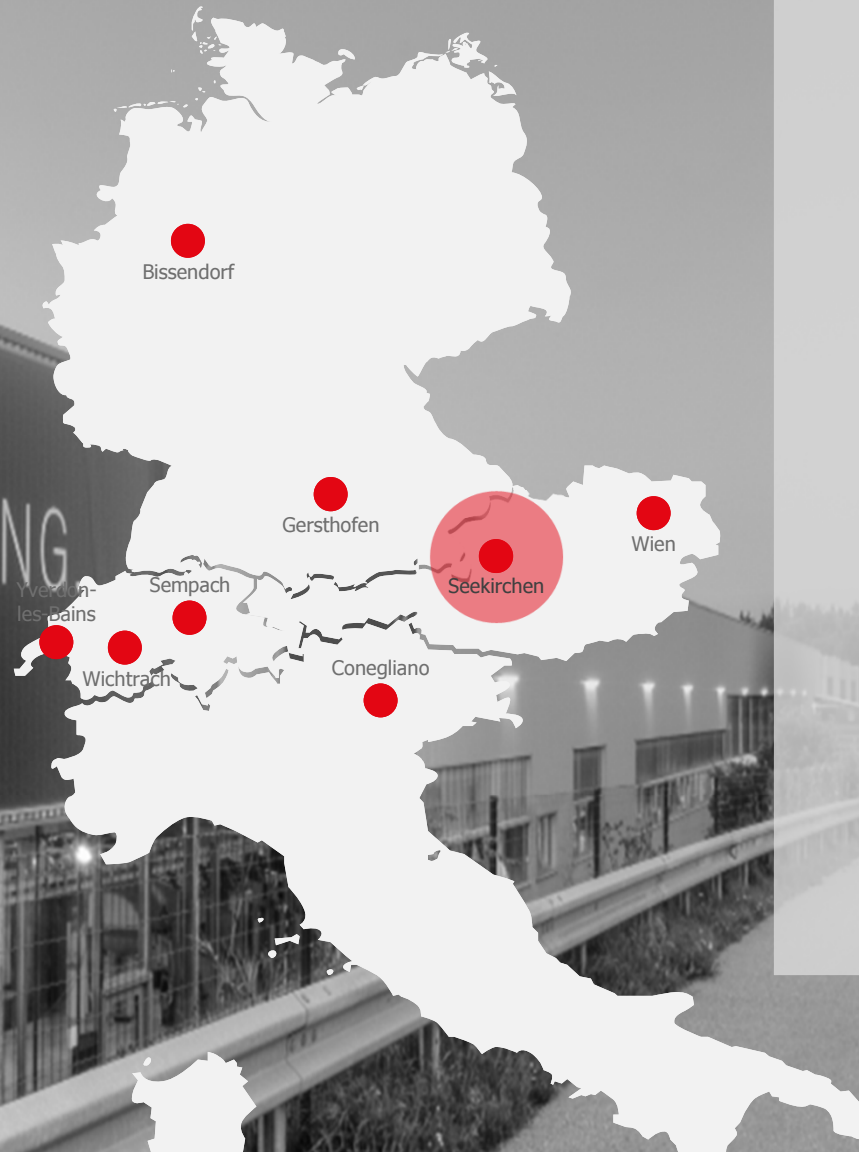 Bissendorf
Gersthofen
Wien
Seekirchen
NG
Yverdon-
les-Bains
Sempach
Wichtrach
Conegliano